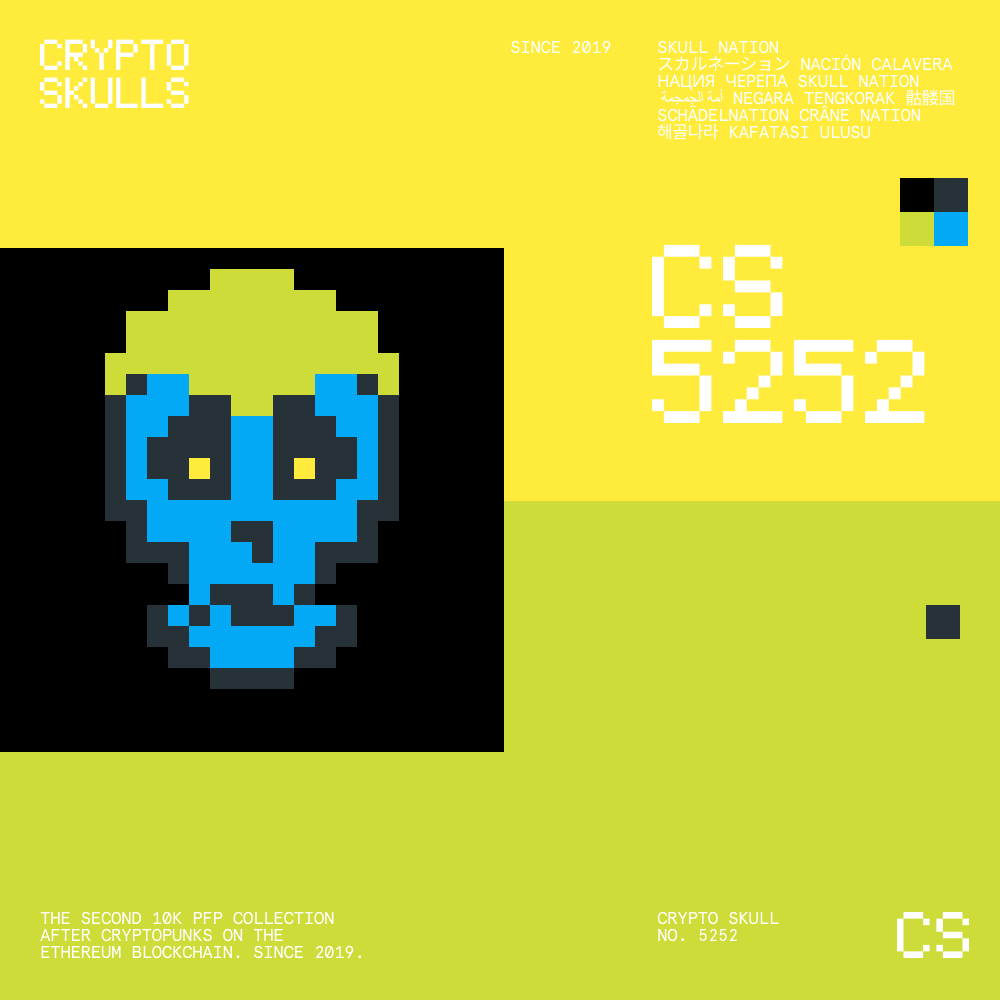 CRYPTO
SKULLS
SINCE 2019
SKULL NATION
スカルネーション NACIÓN CALAVERA
НАЦИЯ ЧЕРЕПА SKULL NATION
أمة الجمجمة NEGARA TENGKORAK 骷髅国
SCHÄDELNATION CRÂNE NATION
해골나라 KAFATASI ULUSU
CS
5252
THE SECOND 10K PFP COLLECTION
AFTER CRYPTOPUNKS ON THE
ETHEREUM BLOCKCHAIN. SINCE 2019.
CRYPTO SKULL
NO. 5252
CS